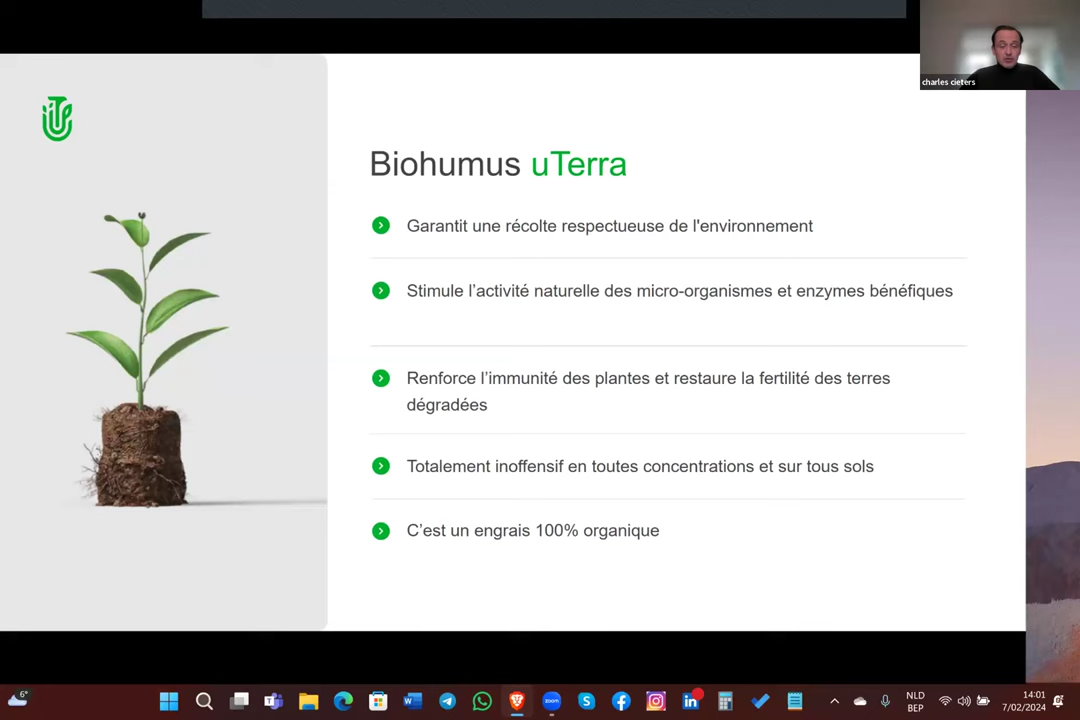 charles cieters
Biohumus uTerra
Garantit une récolte respectueuse de l'environnement
Stimule l’activité naturelle des micro-organismes et enzymes bénéfiques
Renforce l’immunité des plantes et restaure la fertilité des terres
dégradées
Totalement inoffensif en toutes concentrations et sur tous sols
C’est un engrais 100% organique
6°
zoom
NLD
BEP
14:01
7/02/2024